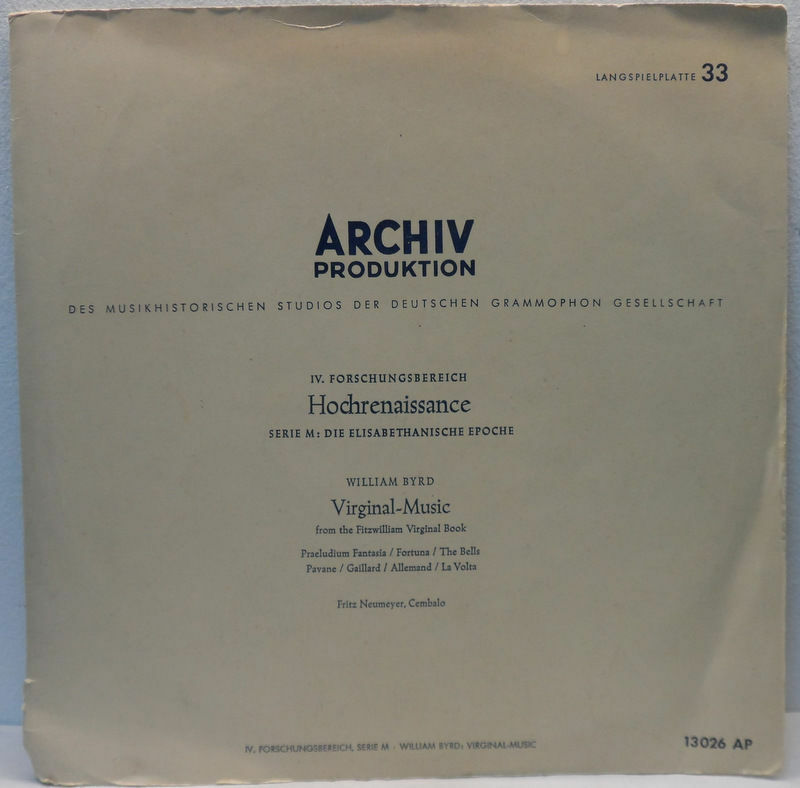 LANGSPIELPLATTE 33
ARCHIV
PRODUKTION
DES MUSIKHISTORISCHEN STUDIOS DER DEUTSCHEN GRAMMOPHON GESELLSCHAFT
IV. FORSCHUNGSBEREICH
Hochrenaissance
SERIE M: DIE ELISABETHANISCHE EPOCHE
WILLIAM BYRD
Virginal-Music
from the Fitzwilliam Virginal Book
Praeludium Fantasia / Fortuna / The Bells
Pavane / Gaillard / Allemand / La Volta
Fritz Neumeyer, Cembalo
IV. FORSCHUNGSBEREICH, SERIE M · WILLIAM BYRD: VIRGINAL-MUSIC
13026 AP